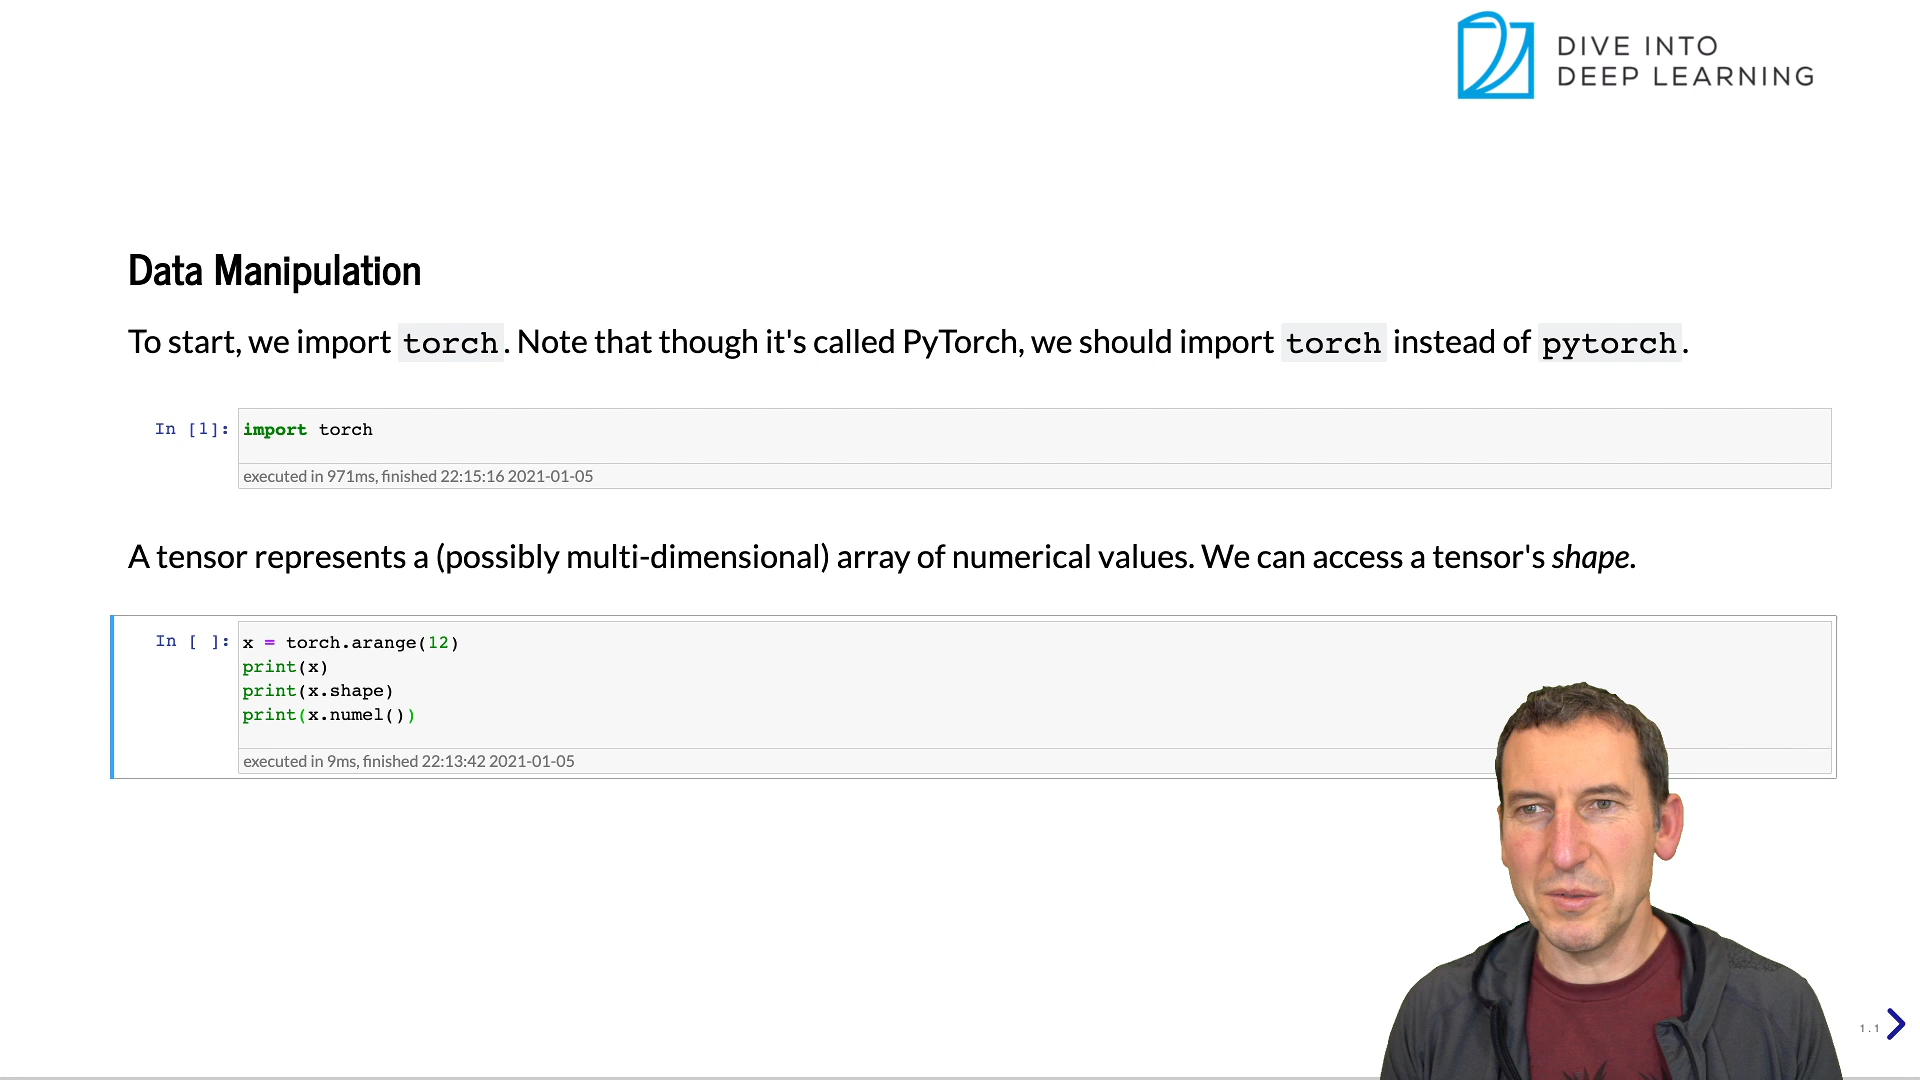 DIVE INTO
DEEP LEARNING
Data Manipulation
To start, we import torch. Note that though it's called PyTorch, we should import torch instead of pytorch.
In [1]: import torch
executed in 971ms, finished 22:15:16 2021-01-05
A tensor represents a (possibly multi-dimensional) array of numerical values. We can access a tensor's shape.
In [ ]: x = torch.arange(12)
print(x)
print(x.shape)
print(x.numel())
executed in 9ms, finished 22:13:42 2021-01-05
1.1